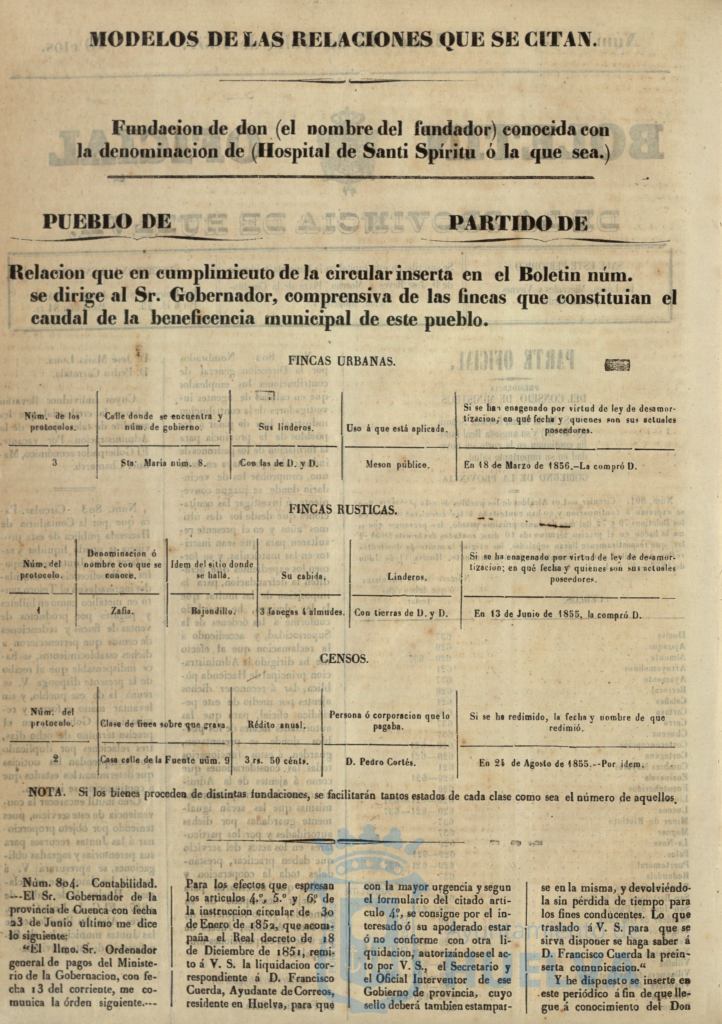 MODELOS DE LAS RELACIONES QUE SE CITAN.
Fundacion de don (el nombre del fundador) conocida con
la denominacion de (Hospital de Santi Spíritu ó la que sea.)
PUEBLO DE
PARTIDO DE
Relacion que en cumplimieuto de la circular inserta en el Boletin núm.
se dirige al Sr. Gobernador, comprensiva de las fincas que constituian el
caudal de la beneficencia municipal de este pueblo.
FINCAS URBANAS.
Núm. de los
protocolos.
Calle donde se encuentra y
núm. de gobierno.
Sus linderos.
Uso á que está aplicada.
Si se han enagenado por virtud de ley de desamor-
tizacion, en qué fecha y quienes son sus actuales
poseedores.
3
Sta. María núm. 8.
Con las de D. y D.
Meson público.
En 18 de Marzo de 1856.—La compró D.
FINCAS RUSTICAS.
Núm. del
protocolo.
Denominacion ó
nombre con que se
conoce.
Idem del sitio donde
se halla.
Su cabida.
Linderos.
Si se ha enagenado por virtud de ley de desamor-
tizacion; en qué fecha y quiénes son sus actuales
poseedores.
1
Zafia.
Bajondillo.
3 fanegas 4 almudes.
Con tierras de D. y D.
En 13 de Junio de 1855, la compró D.
CENSOS.
Núm. del
protocolo.
Clase de finca sobre que grava.
Rédito anual.
Persona ó corporacion que lo
pagaba.
Si se ha redimido, la fecha y nombre de que
redimió.
2
Casa calle de la Fuente núm. 9
3 rs. 50 cénts.
D. Pedro Cortés.
En 24 de Agosto de 1855.--Por idem.
NOTA. Si los bienes proceden de distintas fundaciones, se facilitarán tantos estados de cada clase como sea el número de aquellos.
Núm. 804. Contabilidad.
---El Sr. Gobernador de la
provincia de Cuenca con fecha
23 de Junio último me dice
lo siguiente:
"El Ilmo. Sr. Ordenador
general de pagos del Ministe-
rio de la Gobernacion, con fe-
cha 13 del corriente, me co-
munica la órden siguiente.---
Para los efectos que espresan
los articulos 4.º, 5.º y 6.º de
la instruccion circular de 30
de Enero de 1852, que acom-
paña el Real decreto de 18
de Diciembre de 1851, remi-
to á V. S. la liquidacion cor-
respondiente á D. Francisco
Cuerda, Ayudante de Correos,
residente en Huelva, para que
con la mayor urgencia y segun
el formulario del citado artí-
culo 4º, se consigne por el in-
teresado ó su apoderado estar
ó no conforme con otra li-
quidacion, autorizándose el ac-
to por V. S., el Secretario y
el Oficial Interventor de ese
Gobierno de provincia, cuyo
sello deberá tambien estampar-
se en la misma, y devolviéndo-
la sin pérdida de tiempo para
los fines conducentes. Lo que
traslado á V. S. para que se
sirva disponer se haga saber á
D. Francisco Cuerda la prein-
serta comunicacion."
Y he dispuesto se inserte en
este periódico á fin de que lle-
gue á conocimiento del Don